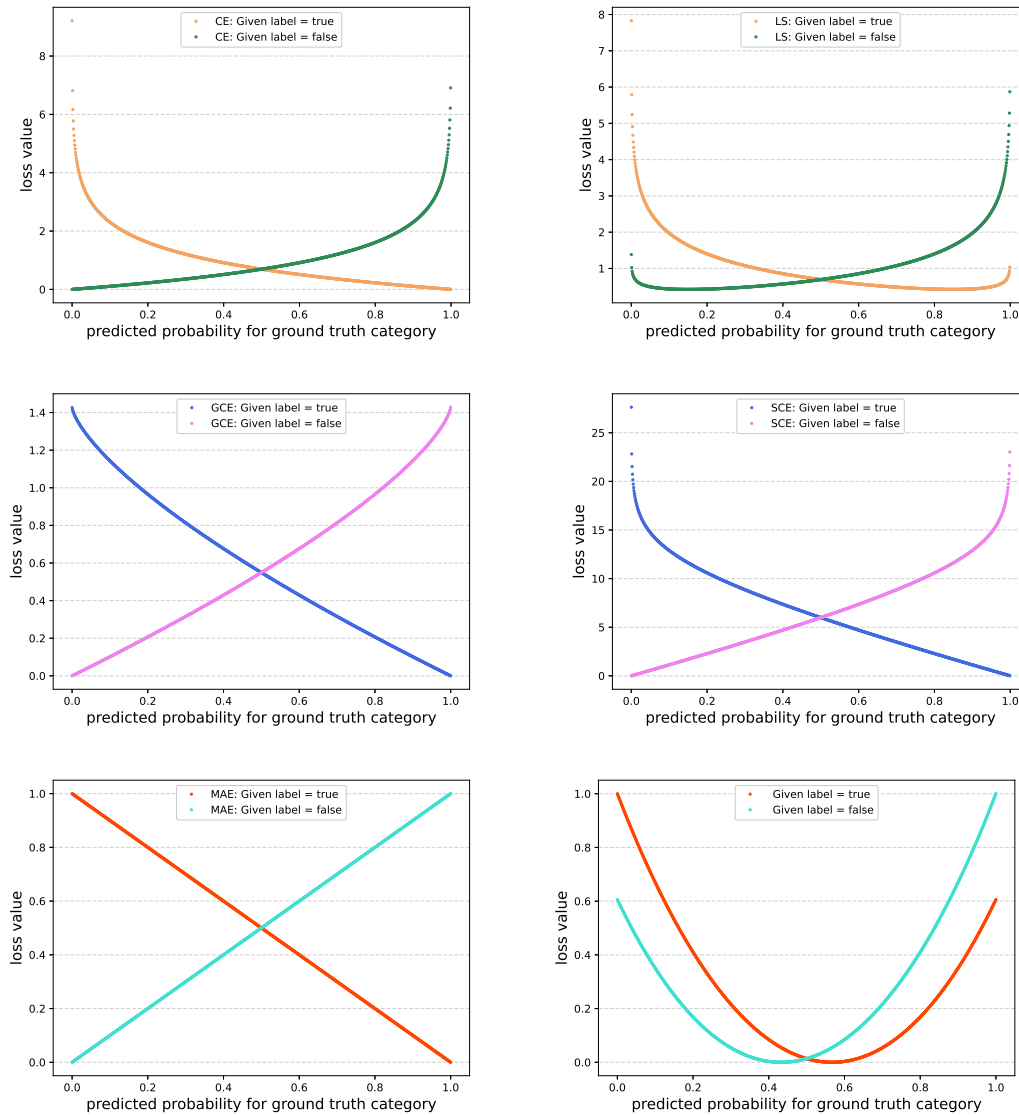 CE: Given label = true
CE: Given label = false
8
6
4
2
0
loss value
0.0 0.2 0.4 0.6 0.8 1.0
predicted probability for ground truth category
LS: Given label = true
LS: Given label = false
8
7
6
5
4
3
2
1
loss value
0.0 0.2 0.4 0.6 0.8 1.0
predicted probability for ground truth category
GCE: Given label = true
GCE: Given label = false
1.4
1.2
1.0
0.8
0.6
0.4
0.2
0.0
loss value
0.0 0.2 0.4 0.6 0.8 1.0
predicted probability for ground truth category
SCE: Given label = true
SCE: Given label = false
25
20
15
10
5
0
loss value
0.0 0.2 0.4 0.6 0.8 1.0
predicted probability for ground truth category
MAE: Given label = true
MAE: Given label = false
1.0
0.8
0.6
0.4
0.2
0.0
loss value
0.0 0.2 0.4 0.6 0.8 1.0
predicted probability for ground truth category
Given label = true
Given label = false
1.0
0.8
0.6
0.4
0.2
0.0
loss value
0.0 0.2 0.4 0.6 0.8 1.0
predicted probability for ground truth category